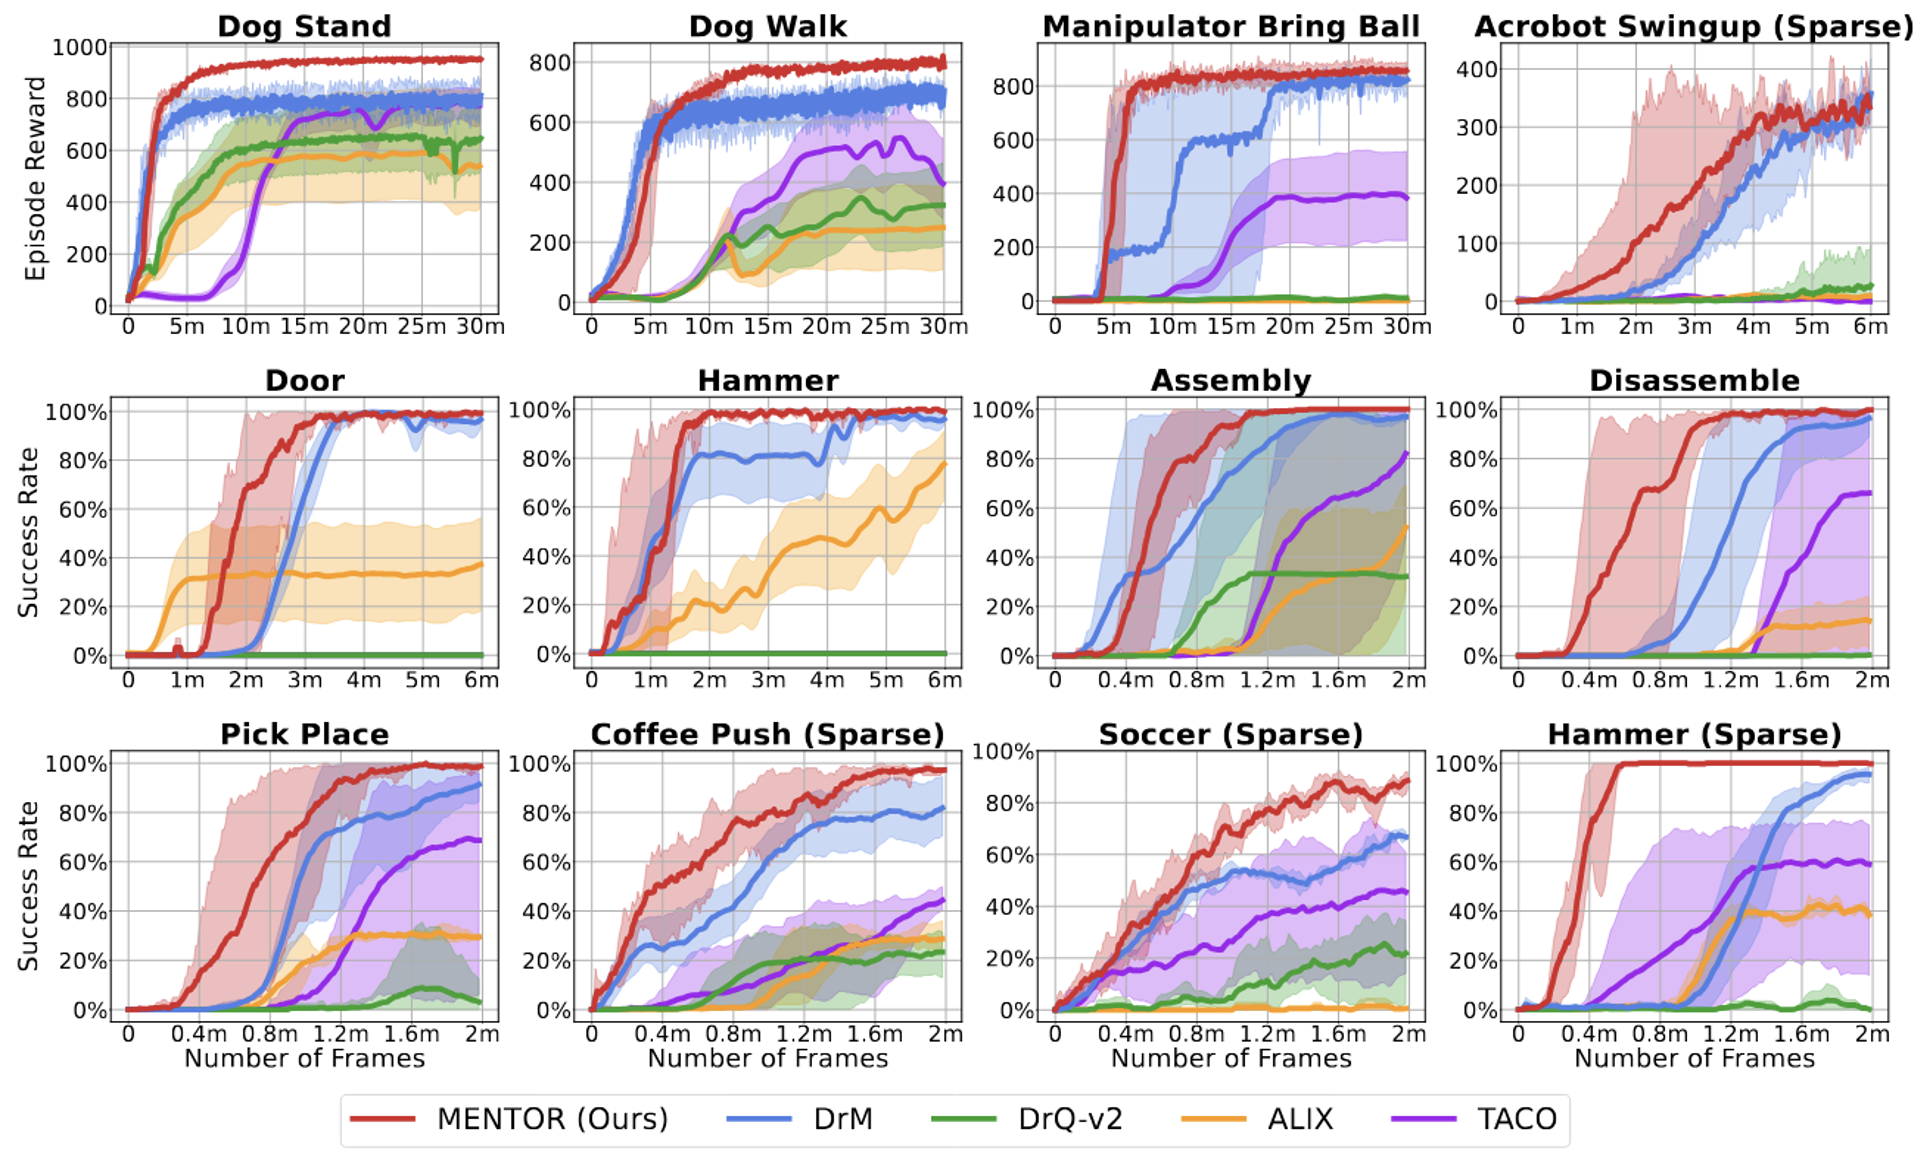 Dog Stand
Dog Walk
Manipulator Bring Ball
Acrobot Swingup (Sparse)
Episode Reward
1000
800
600
400
200
0
0 5m 10m 15m 20m 25m 30m
800
600
400
200
0
0 5m 10m 15m 20m 25m 30m
800
600
400
200
0
0 5m 10m 15m 20m 25m 30m
400
300
200
100
0
0 1m 2m 3m 4m 5m 6m
Door
Hammer
Assembly
Disassemble
Success Rate
100%
80%
60%
40%
20%
0%
0 1m 2m 3m 4m 5m 6m
100%
80%
60%
40%
20%
0%
0 1m 2m 3m 4m 5m 6m
100%
80%
60%
40%
20%
0%
0 0.4m 0.8m 1.2m 1.6m 2m
100%
80%
60%
40%
20%
0%
0 0.4m 0.8m 1.2m 1.6m 2m
Pick Place
Coffee Push (Sparse)
Soccer (Sparse)
Hammer (Sparse)
Success Rate
100%
80%
60%
40%
20%
0%
0 0.4m 0.8m 1.2m 1.6m 2m
Number of Frames
100%
80%
60%
40%
20%
0%
0 0.4m 0.8m 1.2m 1.6m 2m
Number of Frames
100%
80%
60%
40%
20%
0%
0 0.4m 0.8m 1.2m 1.6m 2m
Number of Frames
100%
80%
60%
40%
20%
0%
0 0.4m 0.8m 1.2m 1.6m 2m
Number of Frames
MENTOR (Ours) DrM DrQ-v2 ALIX TACO